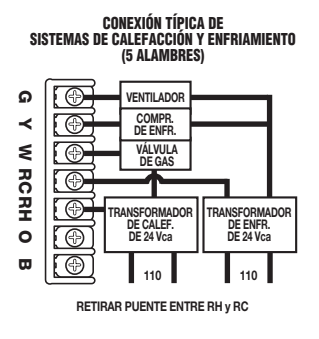 CONEXIÓN TÍPICA DE
SISTEMAS DE CALEFACCIÓN Y ENFRIAMIENTO
(5 ALAMBRES)
G
Y
W
RC
RH
O
B
VENTILADOR
COMPR.
DE ENFR.
VÁLVULA
DE GAS
TRANSFORMADOR
DE CALEF.
DE 24 Vca
TRANSFORMADOR
DE ENFR.
DE 24 Vca
110
110
RETIRAR PUENTE ENTRE RH y RC